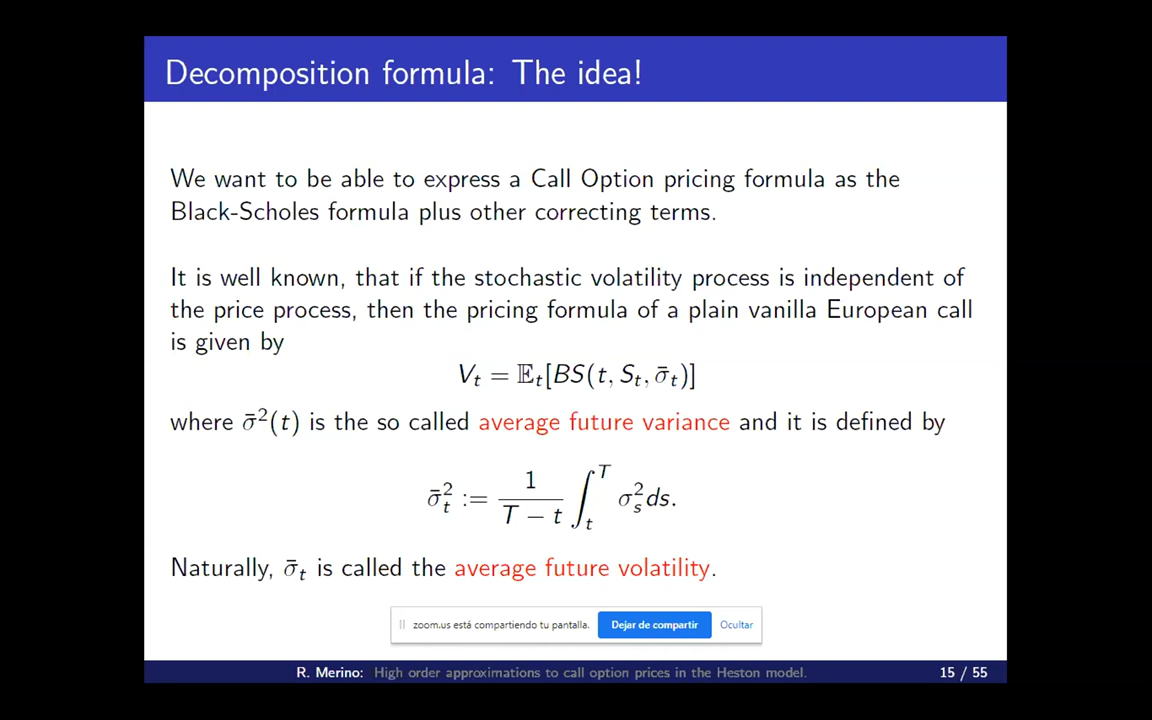 Decomposition formula: The idea!
We want to be able to express a Call Option pricing formula as the
Black-Scholes formula plus other correcting terms.
It is well known, that if the stochastic volatility process is independent of
the price process, then the pricing formula of a plain vanilla European call
is given by
V_t = 𝔼_t[BS(t, S_t, σ̄_t)]
where σ̄²(t) is the so called average future variance and it is defined by
σ̄_t² := 1/(T − t) ∫_t^T σ_s² ds.
Naturally, σ̄_t is called the average future volatility.
zoom.us está compartiendo tu pantalla. Dejar de compartir Ocultar
R. Merino: High order approximations to call option prices in the Heston model. 15 / 55